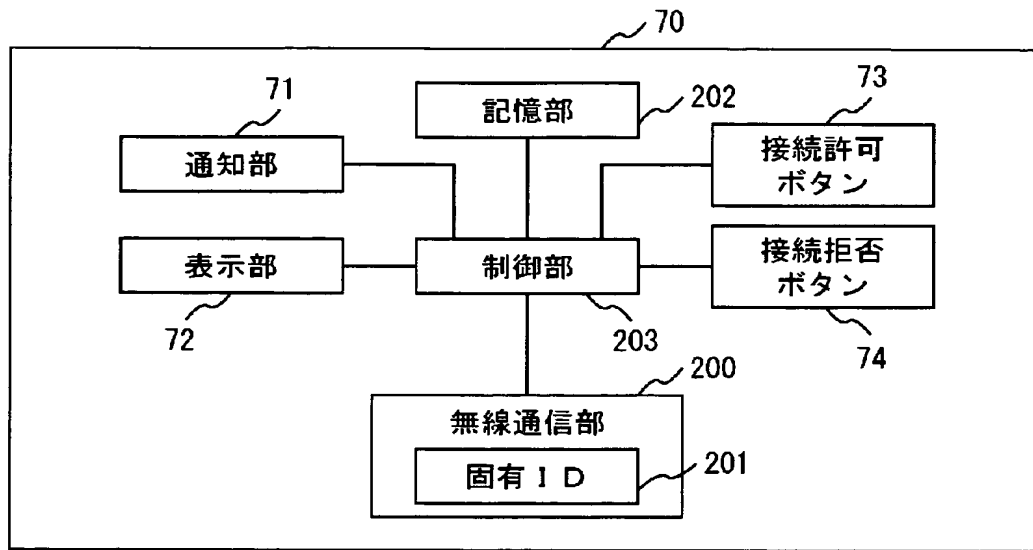 70
71
記憶部
202
73
通知部
接続許可
ボタン
表示部
制御部
接続拒否
ボタン
72
203
74
200
無線通信部
固有ID
201